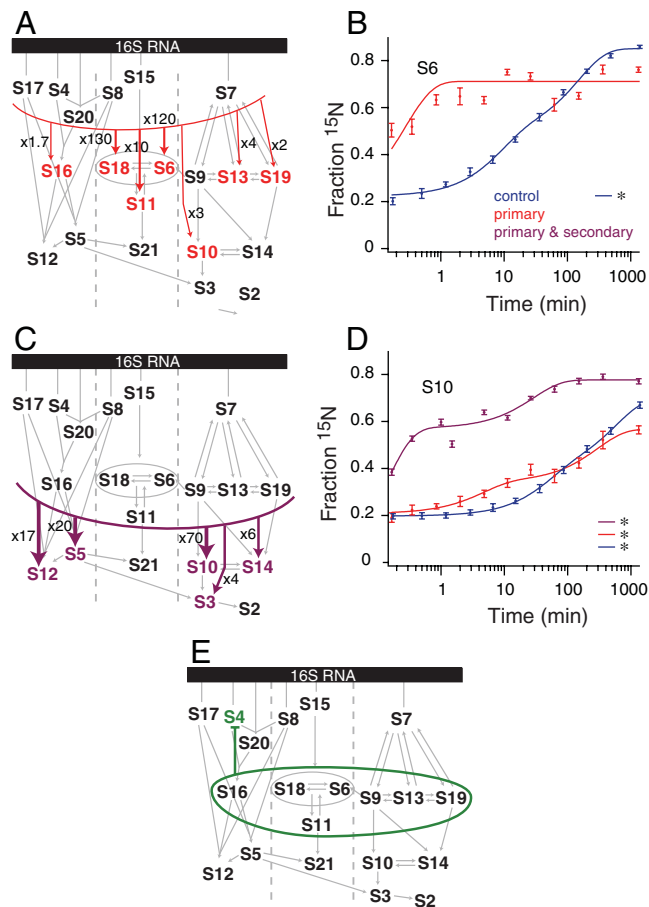 A
16S RNA
S17 S4 S8 S15 S7
S20
x1.7 x130 x10 x120 x4 x2
S16 S18 S6 S9 S13 S19
S11
x3
S12 S5 S21 S10 S14
S3 S2
B
Fraction 15N
0.8
0.6
0.4
0.2
0
S6
control
primary
primary & secondary
*
1 10 100 1000
Time (min)
C
16S RNA
S17 S4 S8 S15 S7
S20
S16 S18 S6 S9 S13 S19
S11
x17 x20 x70 x4 x6
S12 S5 S21 S10 S14
S3 S2
D
Fraction 15N
0.8
0.6
0.4
0.2
0
S10
*
*
*
1 10 100 1000
Time (min)
E
16S RNA
S17 S4 S8 S15 S7
S20
S16 S18 S6 S9 S13 S19
S11
S12 S5 S21 S10 S14
S3 S2